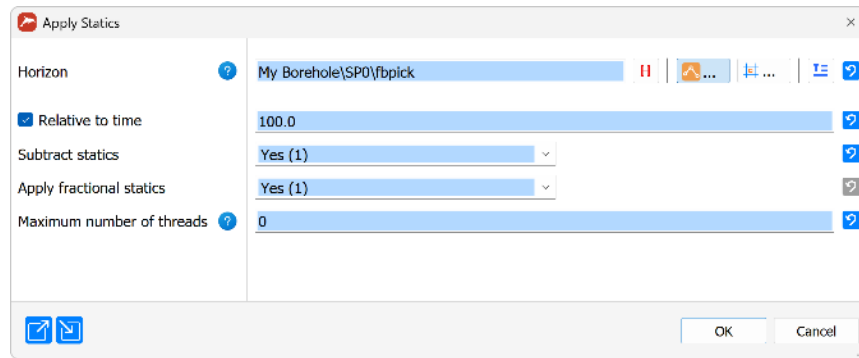 Apply Statics
Horizon ? My Borehole\SP0\fbpick H ... ...
Relative to time 100.0
Subtract statics Yes (1)
Apply fractional statics Yes (1)
Maximum number of threads ? 0
OK Cancel